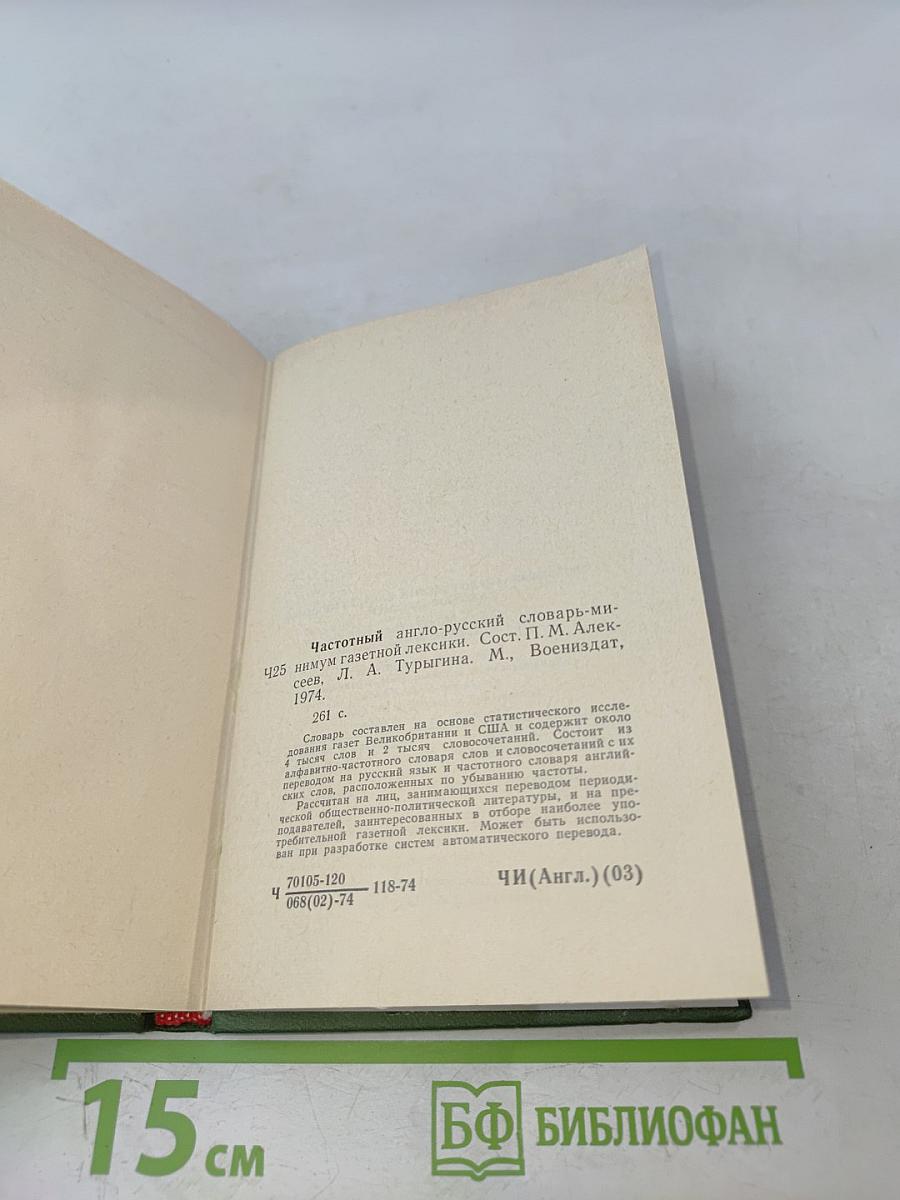 Частотный англо-русский словарь-ми-
Ч25 нимум газетной лексики. Сост. П. М. Алек-
сеев, Л. А. Турыгина. М., Воениздат,
1974.
261 с.
Словарь составлен на основе статистического иссле-
дования газет Великобритании и США и содержит около
4 тысяч слов и 2 тысяч словосочетаний. Состоит из
алфавитно-частотного словаря слов и словосочетаний с их
переводом на русский язык и частотного словаря англий-
ских слов, расположенных по убыванию частоты.
Рассчитан на лиц, занимающихся переводом периоди-
ческой общественно-политической литературы, и на пре-
подавателей, заинтересованных в отборе наиболее упо-
требительной газетной лексики. Может быть использо-
ван при разработке систем автоматического перевода.
70105-120
Ч 118-74 ЧИ(Англ.)(03)
068(02)-74
15 см БФ БИБЛИОФАН